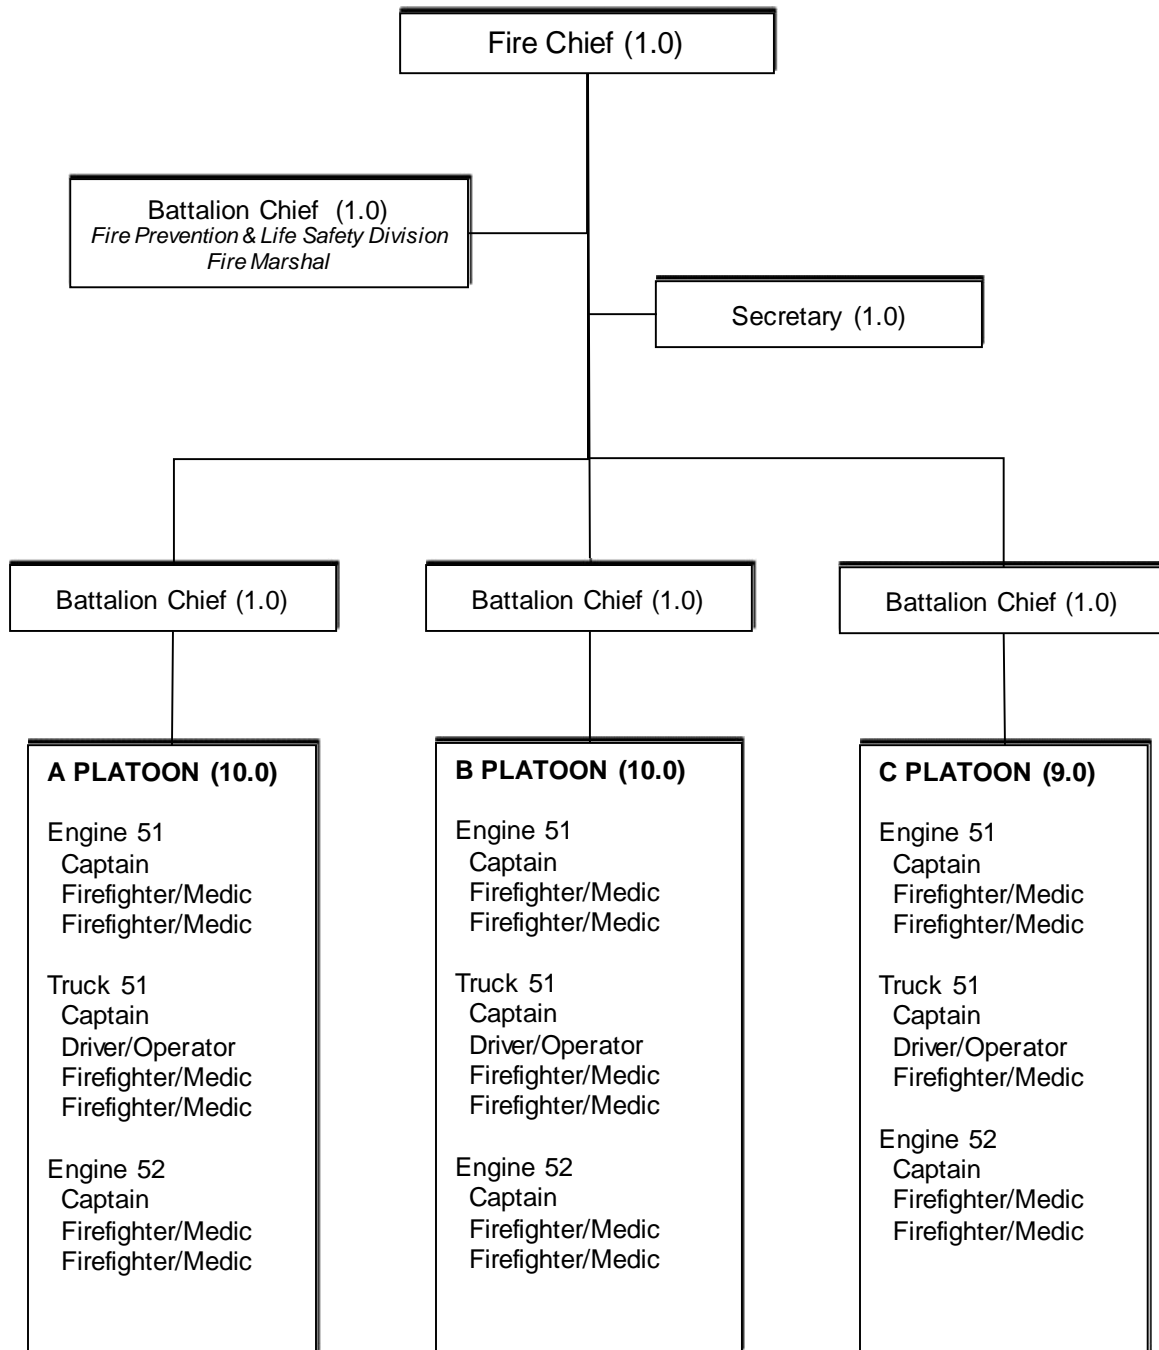 Fire Chief (1.0)
Battalion Chief (1.0)
Fire Prevention & Life Safety Division
Fire Marshal
Secretary (1.0)
Battalion Chief (1.0)
Battalion Chief (1.0)
Battalion Chief (1.0)
A PLATOON (10.0)
Engine 51
Captain
Firefighter/Medic
Firefighter/Medic
Truck 51
Captain
Driver/Operator
Firefighter/Medic
Firefighter/Medic
Engine 52
Captain
Firefighter/Medic
Firefighter/Medic
B PLATOON (10.0)
Engine 51
Captain
Firefighter/Medic
Firefighter/Medic
Truck 51
Captain
Driver/Operator
Firefighter/Medic
Firefighter/Medic
Engine 52
Captain
Firefighter/Medic
Firefighter/Medic
C PLATOON (9.0)
Engine 51
Captain
Firefighter/Medic
Firefighter/Medic
Truck 51
Captain
Driver/Operator
Firefighter/Medic
Engine 52
Captain
Firefighter/Medic
Firefighter/Medic